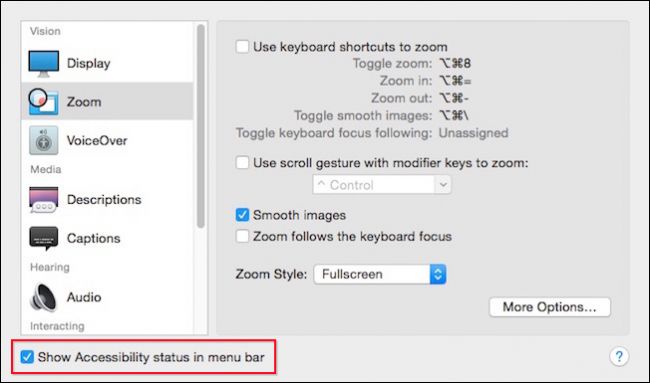 Vision
Display
Zoom
VoiceOver
Media
Descriptions
Captions
Hearing
Audio
Interacting
Use keyboard shortcuts to zoom
Toggle zoom: ⌥⌘8
Zoom in: ⌥⌘=
Zoom out: ⌥⌘-
Toggle smooth images: ⌥⌘\
Toggle keyboard focus following: Unassigned
Use scroll gesture with modifier keys to zoom:
^ Control
Smooth images
Zoom follows the keyboard focus
Zoom Style: Fullscreen
More Options...
Show Accessibility status in menu bar
?